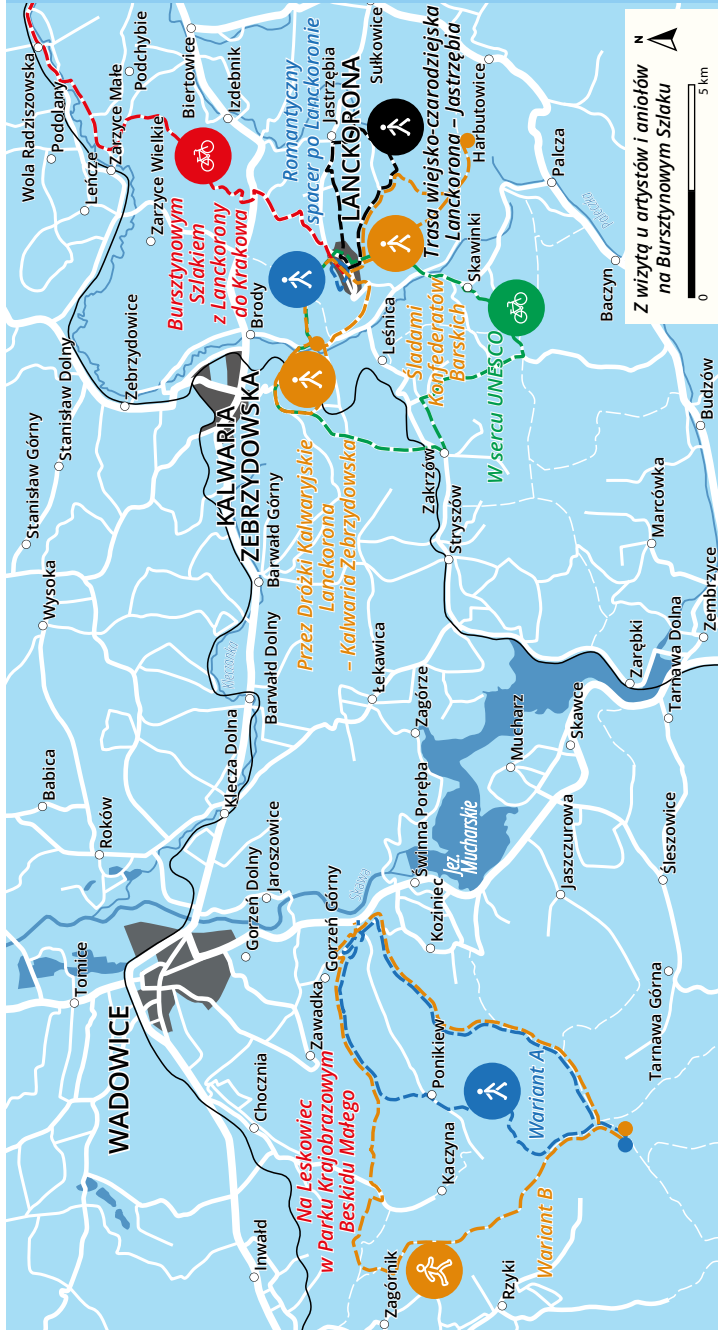 Wola Radziszowska
Stanisław Górny
Wysoka
Babica
Podolany
Stanisław Dolny
Tomice
Roków
Leńcze
Zarzyce Małe
WADOWICE
Podchybie
Zebrzydowice
Zarzyce Wielkie
Biertowice
Bursztynowym
Szlakiem
z Lanckorony
do Krakowa
Izdebnik
Klecza Dolna
KALWARIA
ZEBRZYDOWSKA
Kleczanka
Inwałd
Chocznia
Gorzeń Dolny
Jaroszowice
Barwałd Dolny
Barwałd Górny
Brody
Romantyczny
spacer po Lanckoronie
Przez Dróżki Kalwaryjskie
Lanckorona
– Kalwaria Zebrzydowska
Na Leskowiec
w Parku Krajobrazowym
Beskidu Małego
Zawadka
Gorzeń Górny
Skawa
Jastrzębia
LANCKORONA
Sułkowice
Łękawica
Leśnica
Śladami
Konfederatów
Barskich
Zagórnik
Zagórze
Świnna Poręba
Zakrzów
Trasa wiejsko-czarodziejska
Lanckorona – Jastrzębia
Koziniec
Ponikiew
Kaczyna
Stryszów
Jez.
Mucharskie
Harbutowice
Skawinki
W sercu UNESCO
Rzyki
Mucharz
Wariant A
Wariant B
Palcza
Jaszczurowa
Skawce
Paleczka
Baczyn
Zarębki
Marcówka
Tarnawa Górna
Śleszowice
Tarnawa Dolna
Zembrzyce
Budzów
Z wizytą u artystów i aniołów
na Bursztynowym Szlaku
N
0
5 km